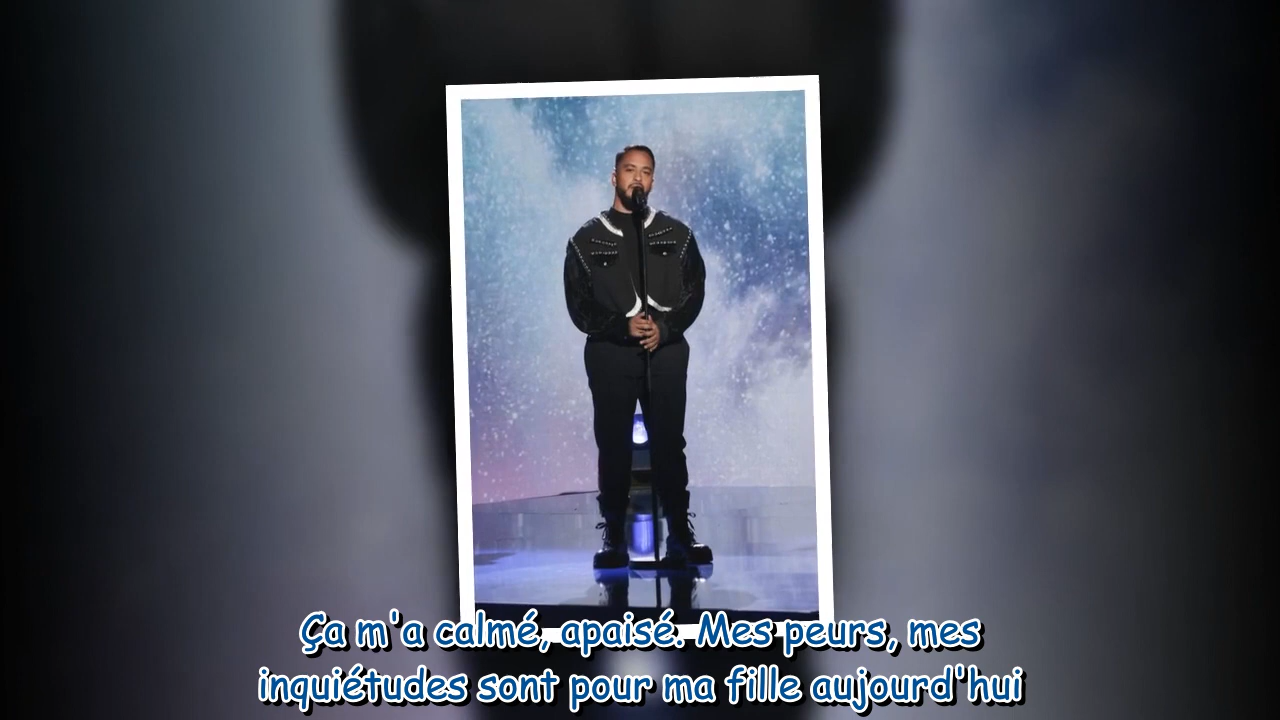 Ça m'a calmé, apaisé. Mes peurs, mes
inquiétudes sont pour ma fille aujourd'hui